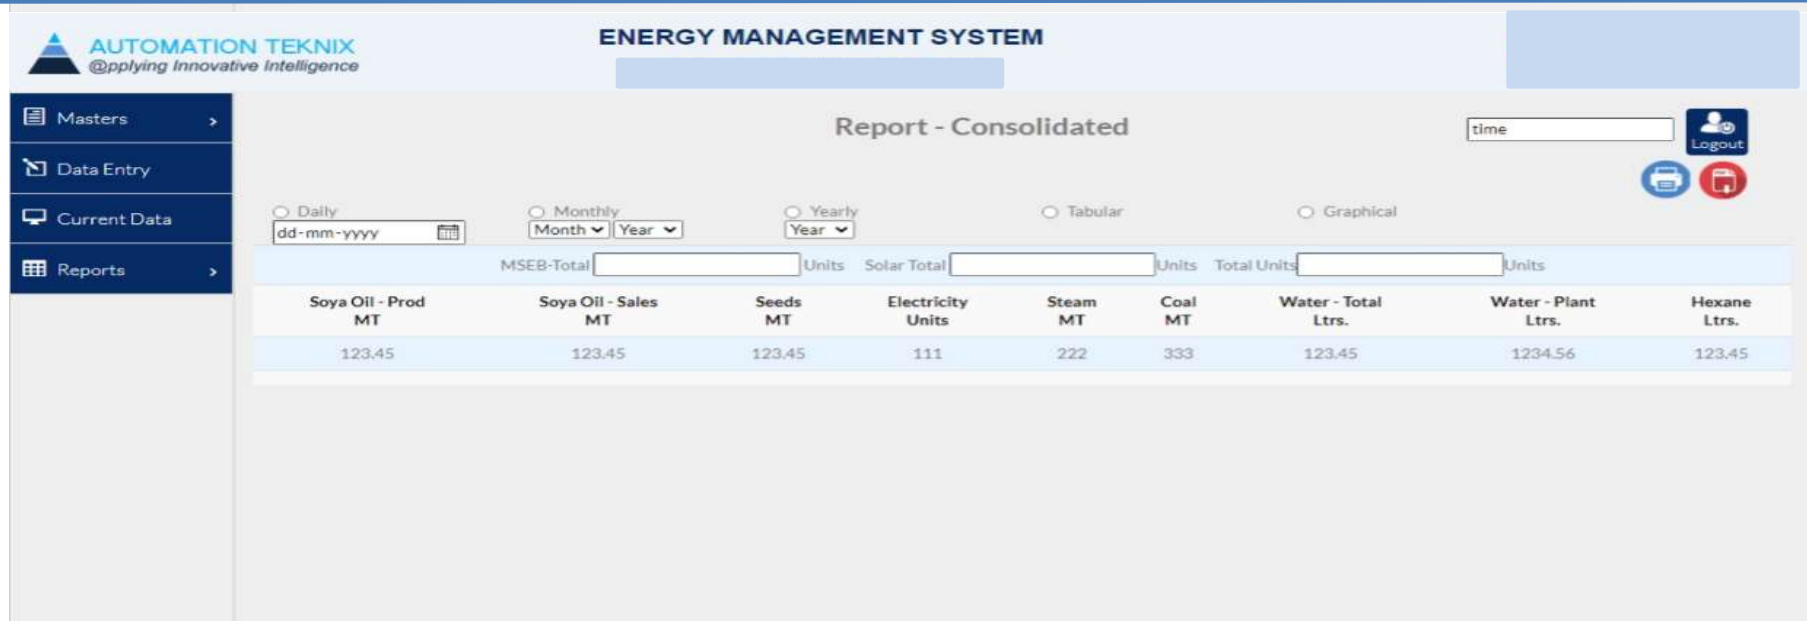 AUTOMATION TEKNIX
@pplying Innovative Intelligence
ENERGY MANAGEMENT SYSTEM
Masters
Data Entry
Current Data
Reports
Report - Consolidated
time
Logout
Daily Monthly Yearly Tabular Graphical
dd-mm-yyyy Month Year Year
MSEB-Total Units Solar Total Units Total Units Units
Soya Oil - Prod Soya Oil - Sales Seeds Electricity Steam Coal Water - Total Water - Plant Hexane
MT MT MT Units MT MT Ltrs. Ltrs. Ltrs.
123.45 123.45 123.45 111 222 333 123.45 1234.56 123.45